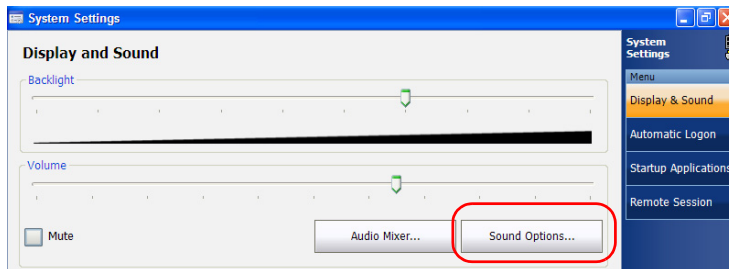 System Settings
Display and Sound
Backlight
Volume
Mute
Audio Mixer...
Sound Options...
System
Settings
Menu
Display & Sound
Automatic Logon
Startup Applications
Remote Session